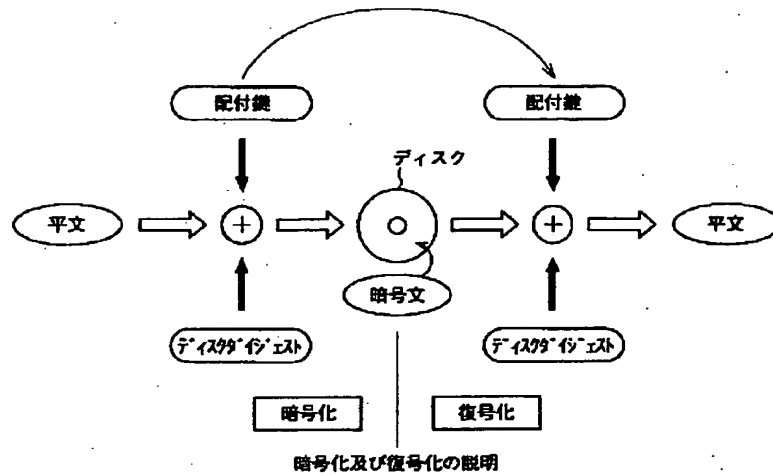 配付鍵
配付鍵
ディスク
平文
平文
暗号文
ディスクダイジェスト
ディスクダイジェスト
暗号化
復号化
暗号化及び復号化の説明